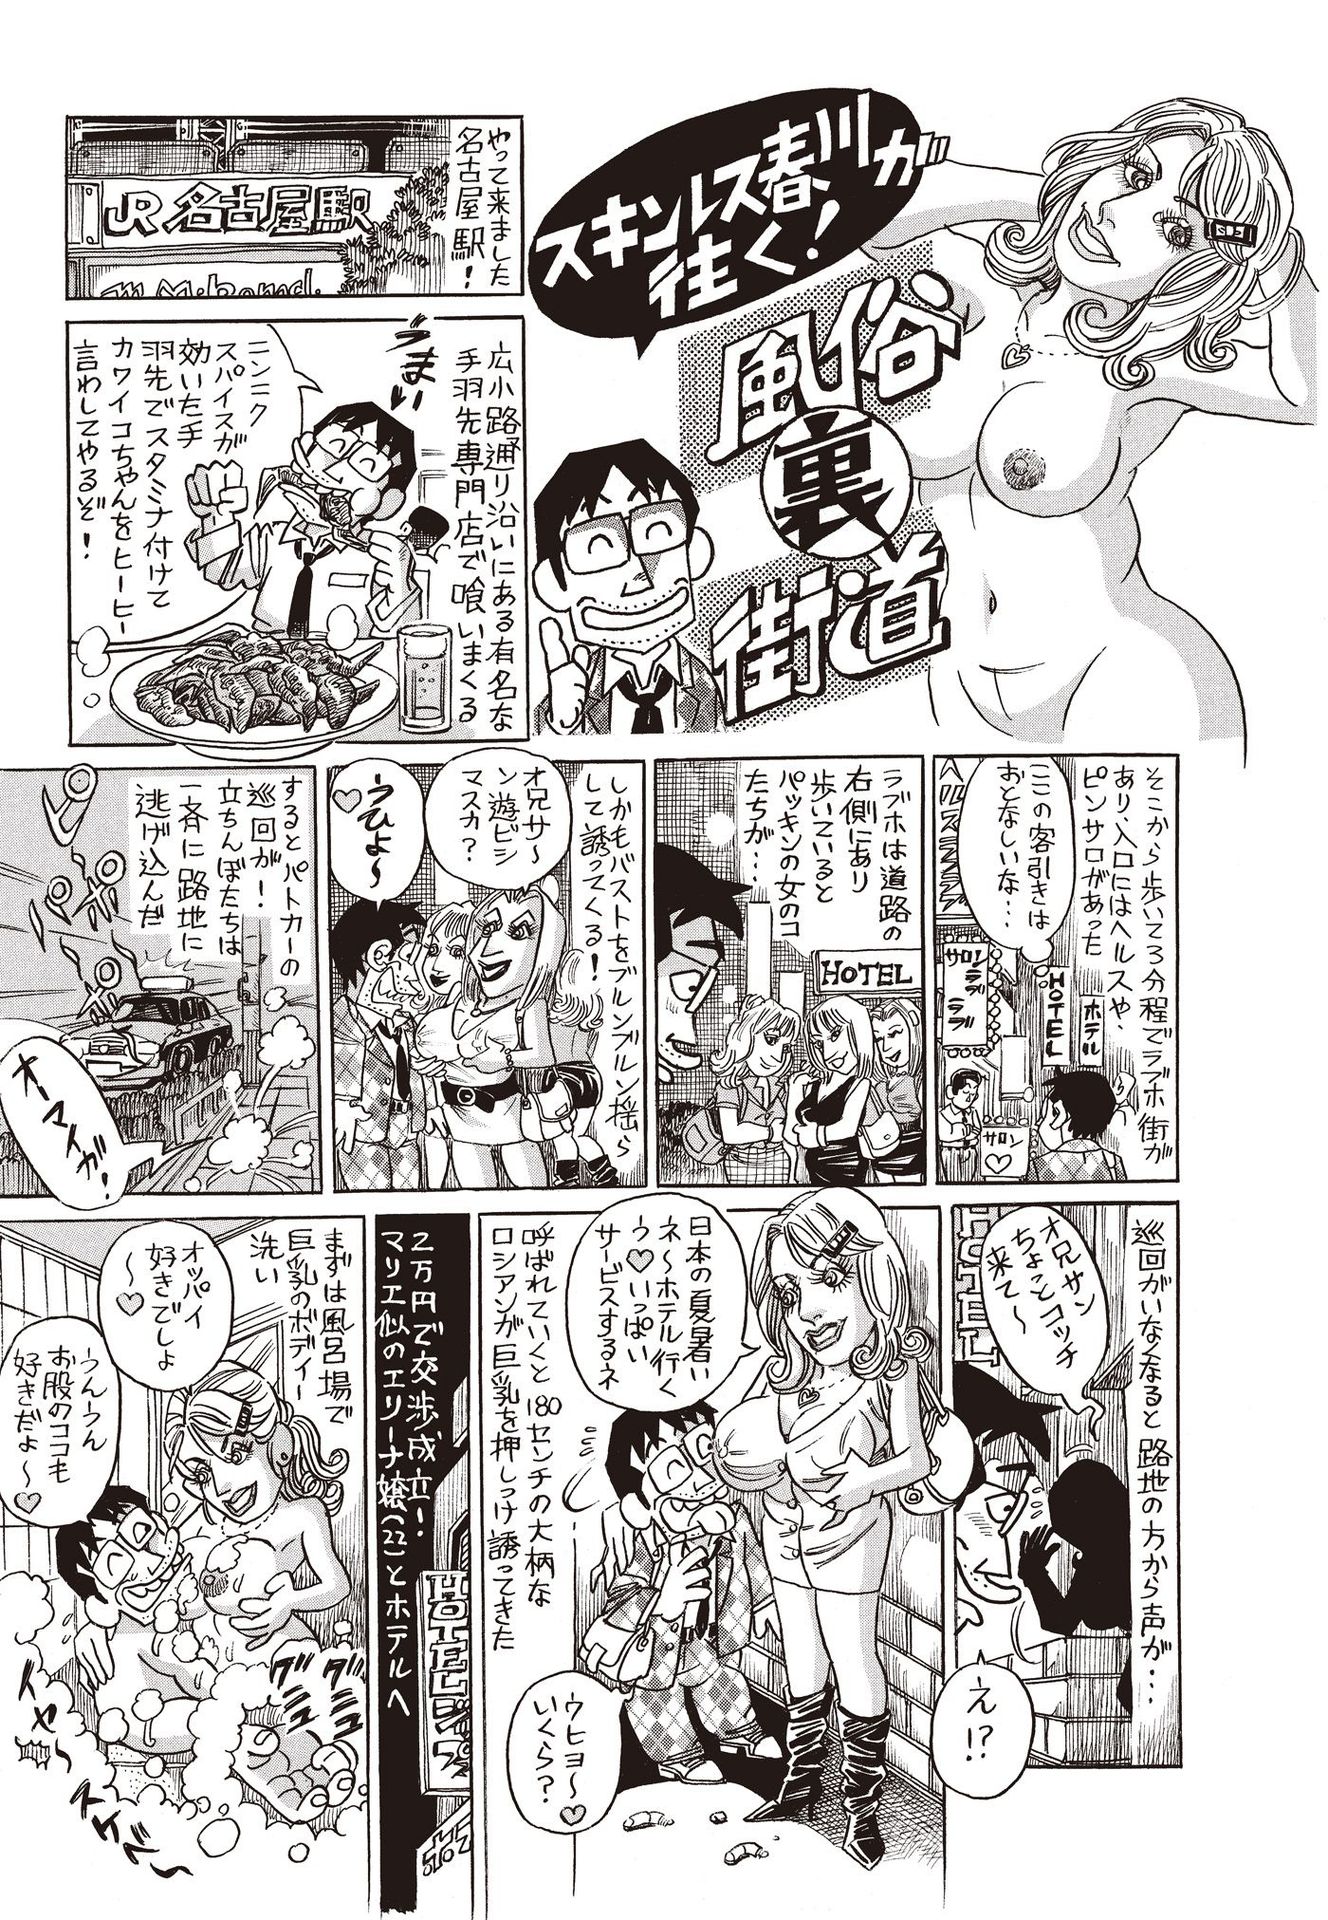 スキンレス春川が
往く!
風俗
裏
街道
やって来ました
名古屋駅!
JR名古屋駅
広小路通り沿いにある有名な
手羽先専門店で喰いまくる
うまい
ニンニク
スパイスが
効いた手
羽先でスタミナ付けて
カワイコちゃんをヒーヒー
言わしてやるぞ!
そこから歩いて3分程でラブホ街が
あり、入口にはヘルスや
ピンサロがあった
ここの客引きは
おとなしいな…
サロン
ラブ
ラブ
HOTEL
ホテル
サロン
♡
ラブホは道路の
右側にあり
歩いていると
パッキンの女のコ
たちが…
HOTEL
しかもバストをブルンブルン揺ら
して誘ってくる!
オ兄サ〜
ン遊ビシ
マスカ?
うひょ〜
♥
するとパトカーの
巡回が!
立ちんぼたちは
一斉に路地に
逃げ込んだ
オーマイガ!
巡回がいなくなると路地の方から声が…
オ兄サン
ちょとコッチ
来て〜
え!?
HOTEL
日本の夏暑い
ネ〜ホテル行く
ウ♥いっぱい
サービスするネ
呼ばれていくと180センチの大柄な
ロシアンが巨乳を押しつけ誘ってきた
ウヒョ〜
いくら?♥
2万円で交渉成立!
マリエ似のエリーナ嬢(22)とホテルへ
HOTEL
まずは風呂場で
巨乳のボディー
洗い
オッパイ
好きでしょ
〜♥
うんうん
お股のココも
好きだよ〜♥
グニュ
グニュ
イヤ〜
スケベ〜